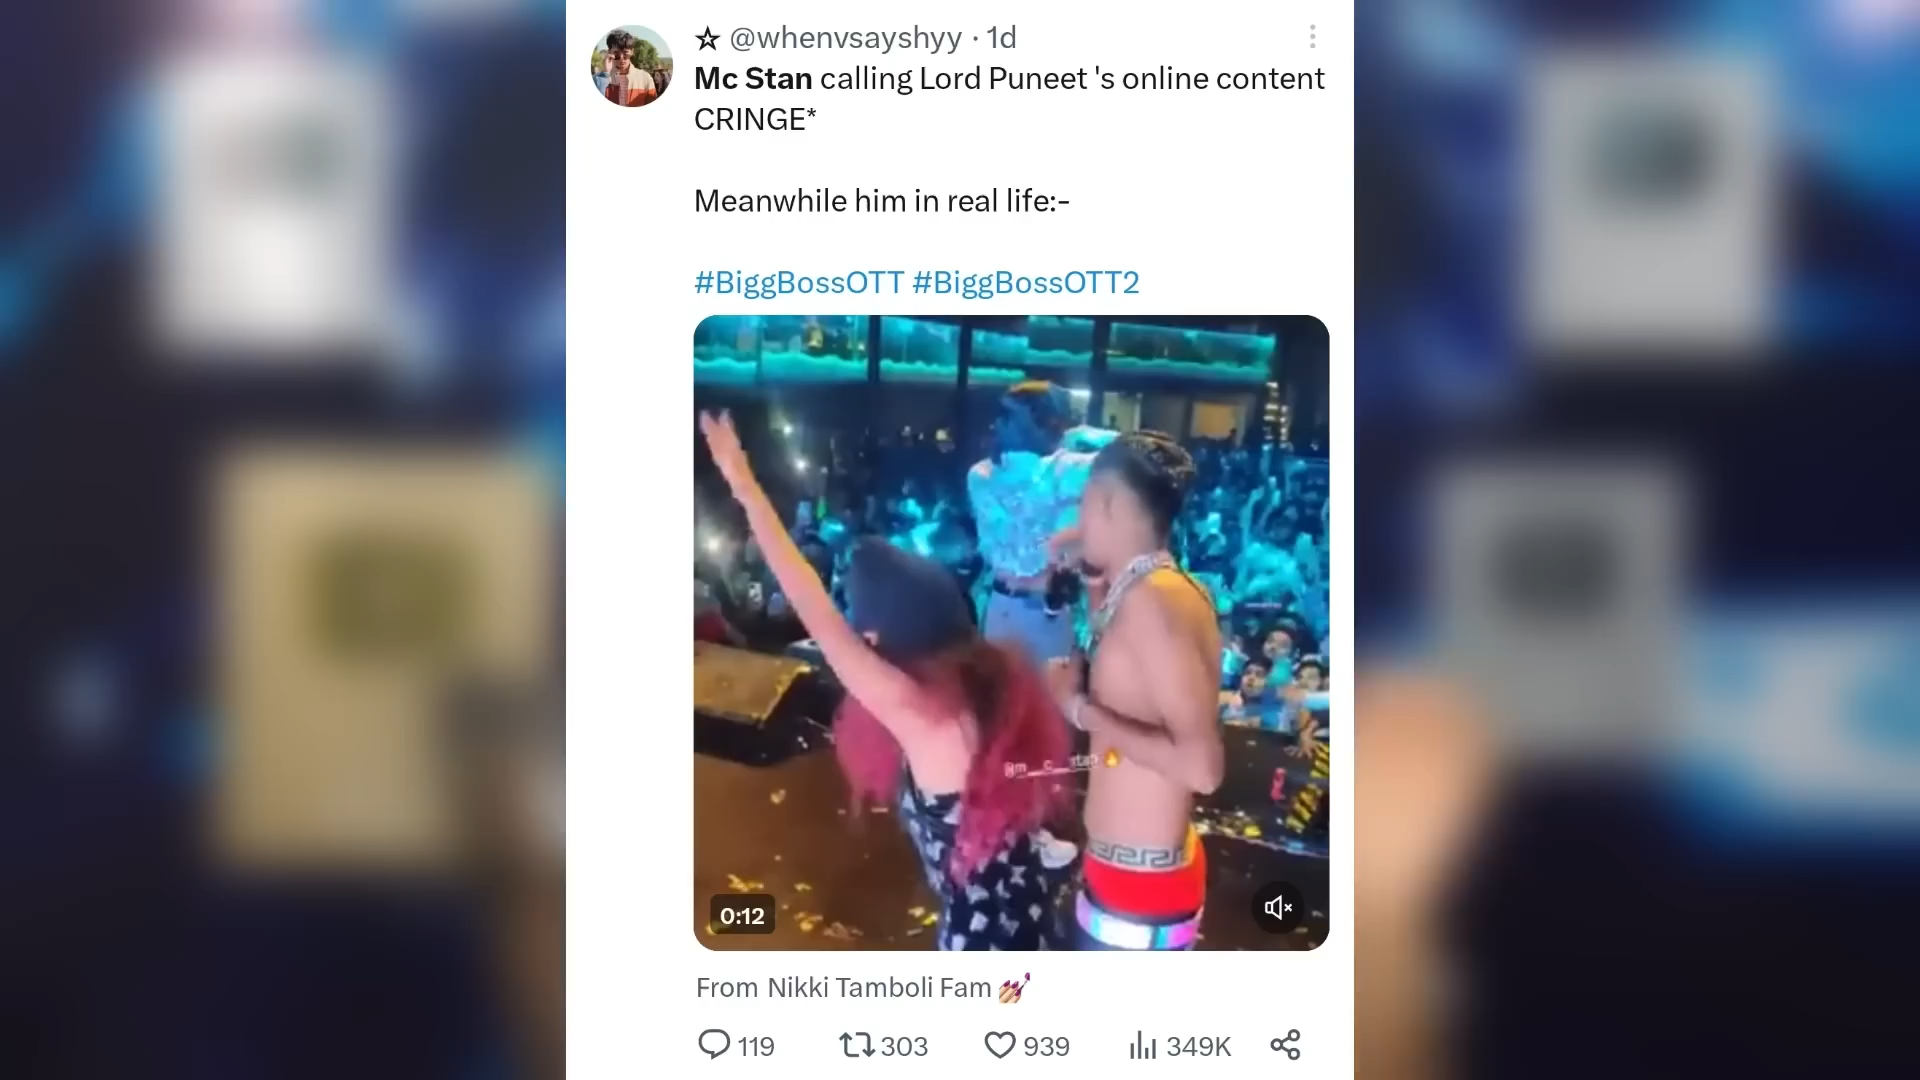 ☆ @whenvsayshyy · 1d
Mc Stan calling Lord Puneet 's online content
CRINGE*
Meanwhile him in real life:-
#BiggBossOTT #BiggBossOTT2
@m___c___stan 🔥
0:12
From Nikki Tamboli Fam 💅
119 303 939 349K